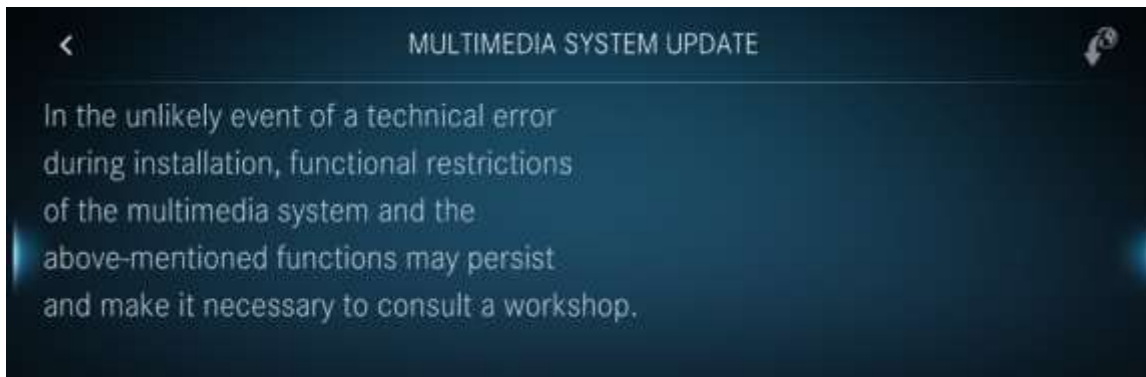 MULTIMEDIA SYSTEM UPDATE
In the unlikely event of a technical error
during installation, functional restrictions
of the multimedia system and the
above-mentioned functions may persist
and make it necessary to consult a workshop.